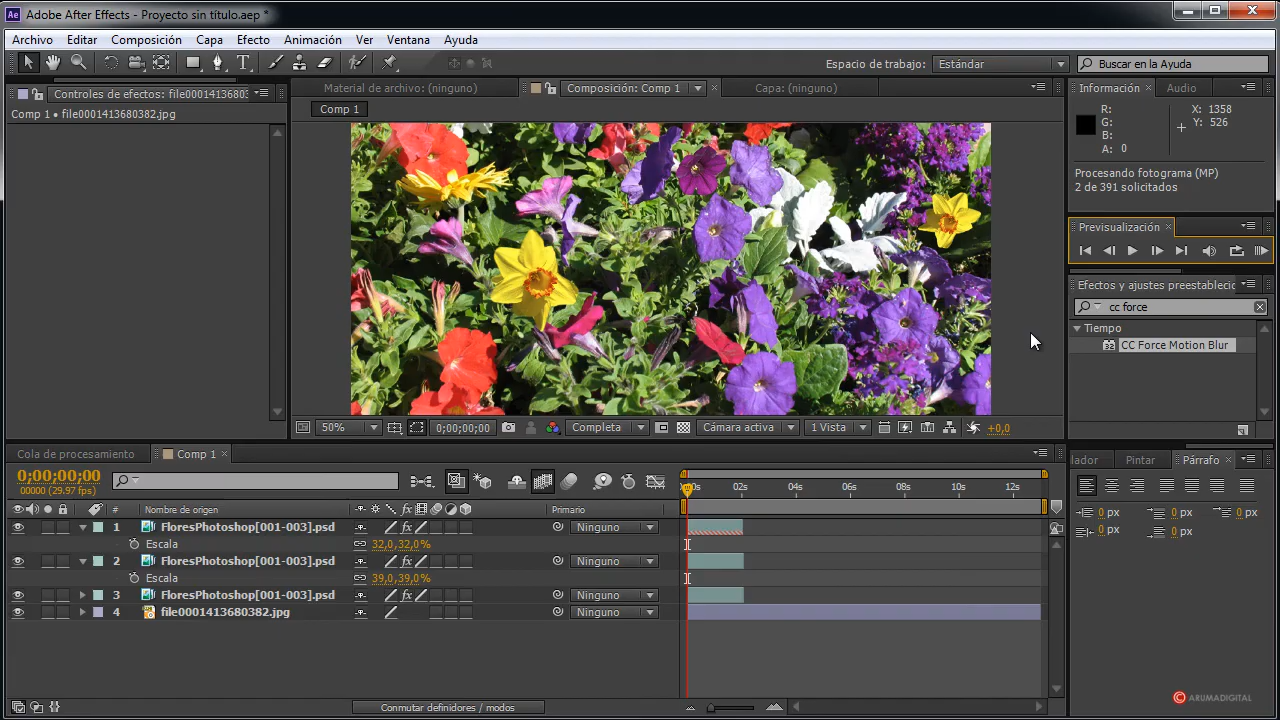 Adobe After Effects - Proyecto sin título.aep *
Archivo Editar Composición Capa Efecto Animación Ver Ventana Ayuda
Espacio de trabajo: Estándar
Buscar en la Ayuda
Controles de efectos: file0001413680382
Material de archivo: (ninguno)
Composición: Comp 1
Capa: (ninguno)
Información
Audio
Comp 1 • file0001413680382.jpg
Comp 1
R:
G:
B:
A: 0
X: 1358
Y: 526
Procesando fotograma (MP)
2 de 391 solicitados
Previsualización
Efectos y ajustes preestablecido
cc force
Tiempo
32
CC Force Motion Blur
50%
0;00;00;00
Completa
Cámara activa
1 Vista
+0,0
Cola de procesamiento
Comp 1
lador
Pintar
Párrafo
0;00;00;00
00000 (29.97 fps)
02s 04s 06s 08s 10s 12s
# Nombre de origen
Primario
1 FloresPhotoshop[001-003].psd Ninguno
Escala 32,0,32,0%
2 FloresPhotoshop[001-003].psd Ninguno
Escala 39,0,39,0%
3 FloresPhotoshop[001-003].psd Ninguno
4 file0001413680382.jpg Ninguno
0 px 0 px 0 px
0 px 0 px
Conmutar definidores / modos
© ARUMADIGITAL